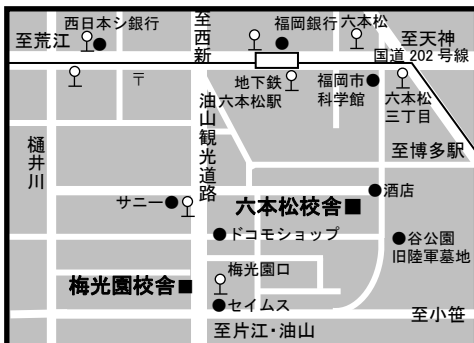 西日本シ銀行
至荒江
至西新
福岡銀行
六本松
至天神
国道202号線
〒
地下鉄
六本松駅
福岡市
科学館
六本松
三丁目
樋井川
油山観光道路
至博多駅
サニー
六本松校舎
酒店
ドコモショップ
谷公園
旧陸軍墓地
梅光園口
梅光園校舎
セイムス
至小笹
至片江・油山